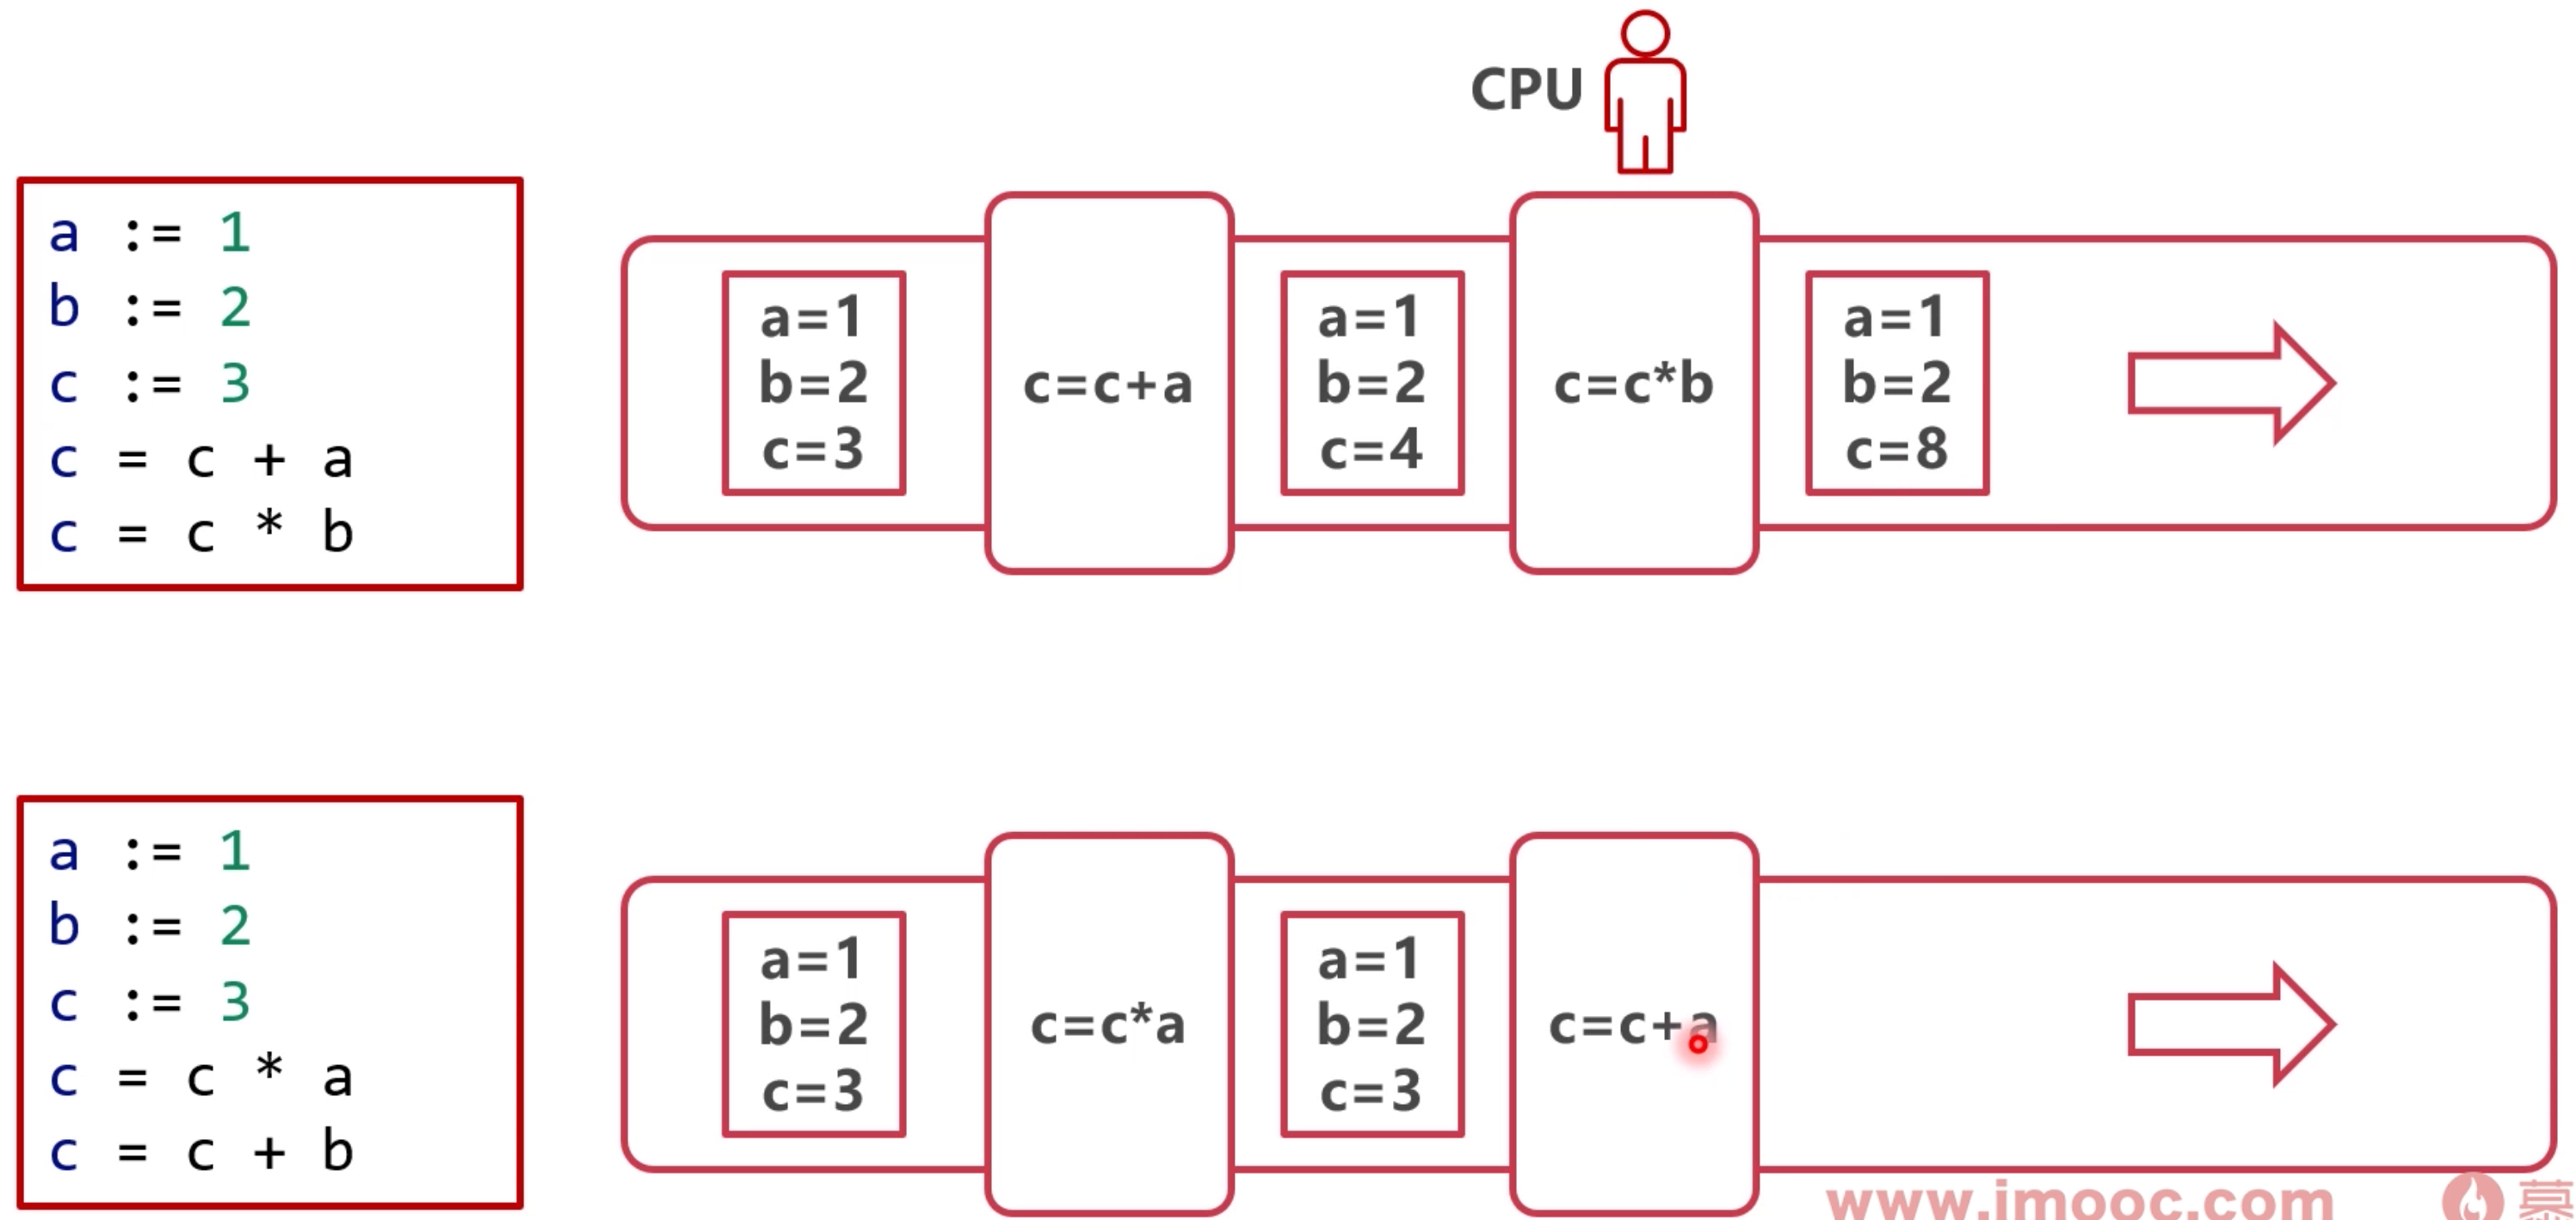 CPU
a := 1
b := 2
c := 3
c = c + a
c = c * b
a=1
b=2
c=3
c=c+a
a=1
b=2
c=4
c=c*b
a=1
b=2
c=8
a := 1
b := 2
c := 3
c = c * a
c = c + b
a=1
b=2
c=3
c=c*a
a=1
b=2
c=3
c=c+a
www.imooc.com